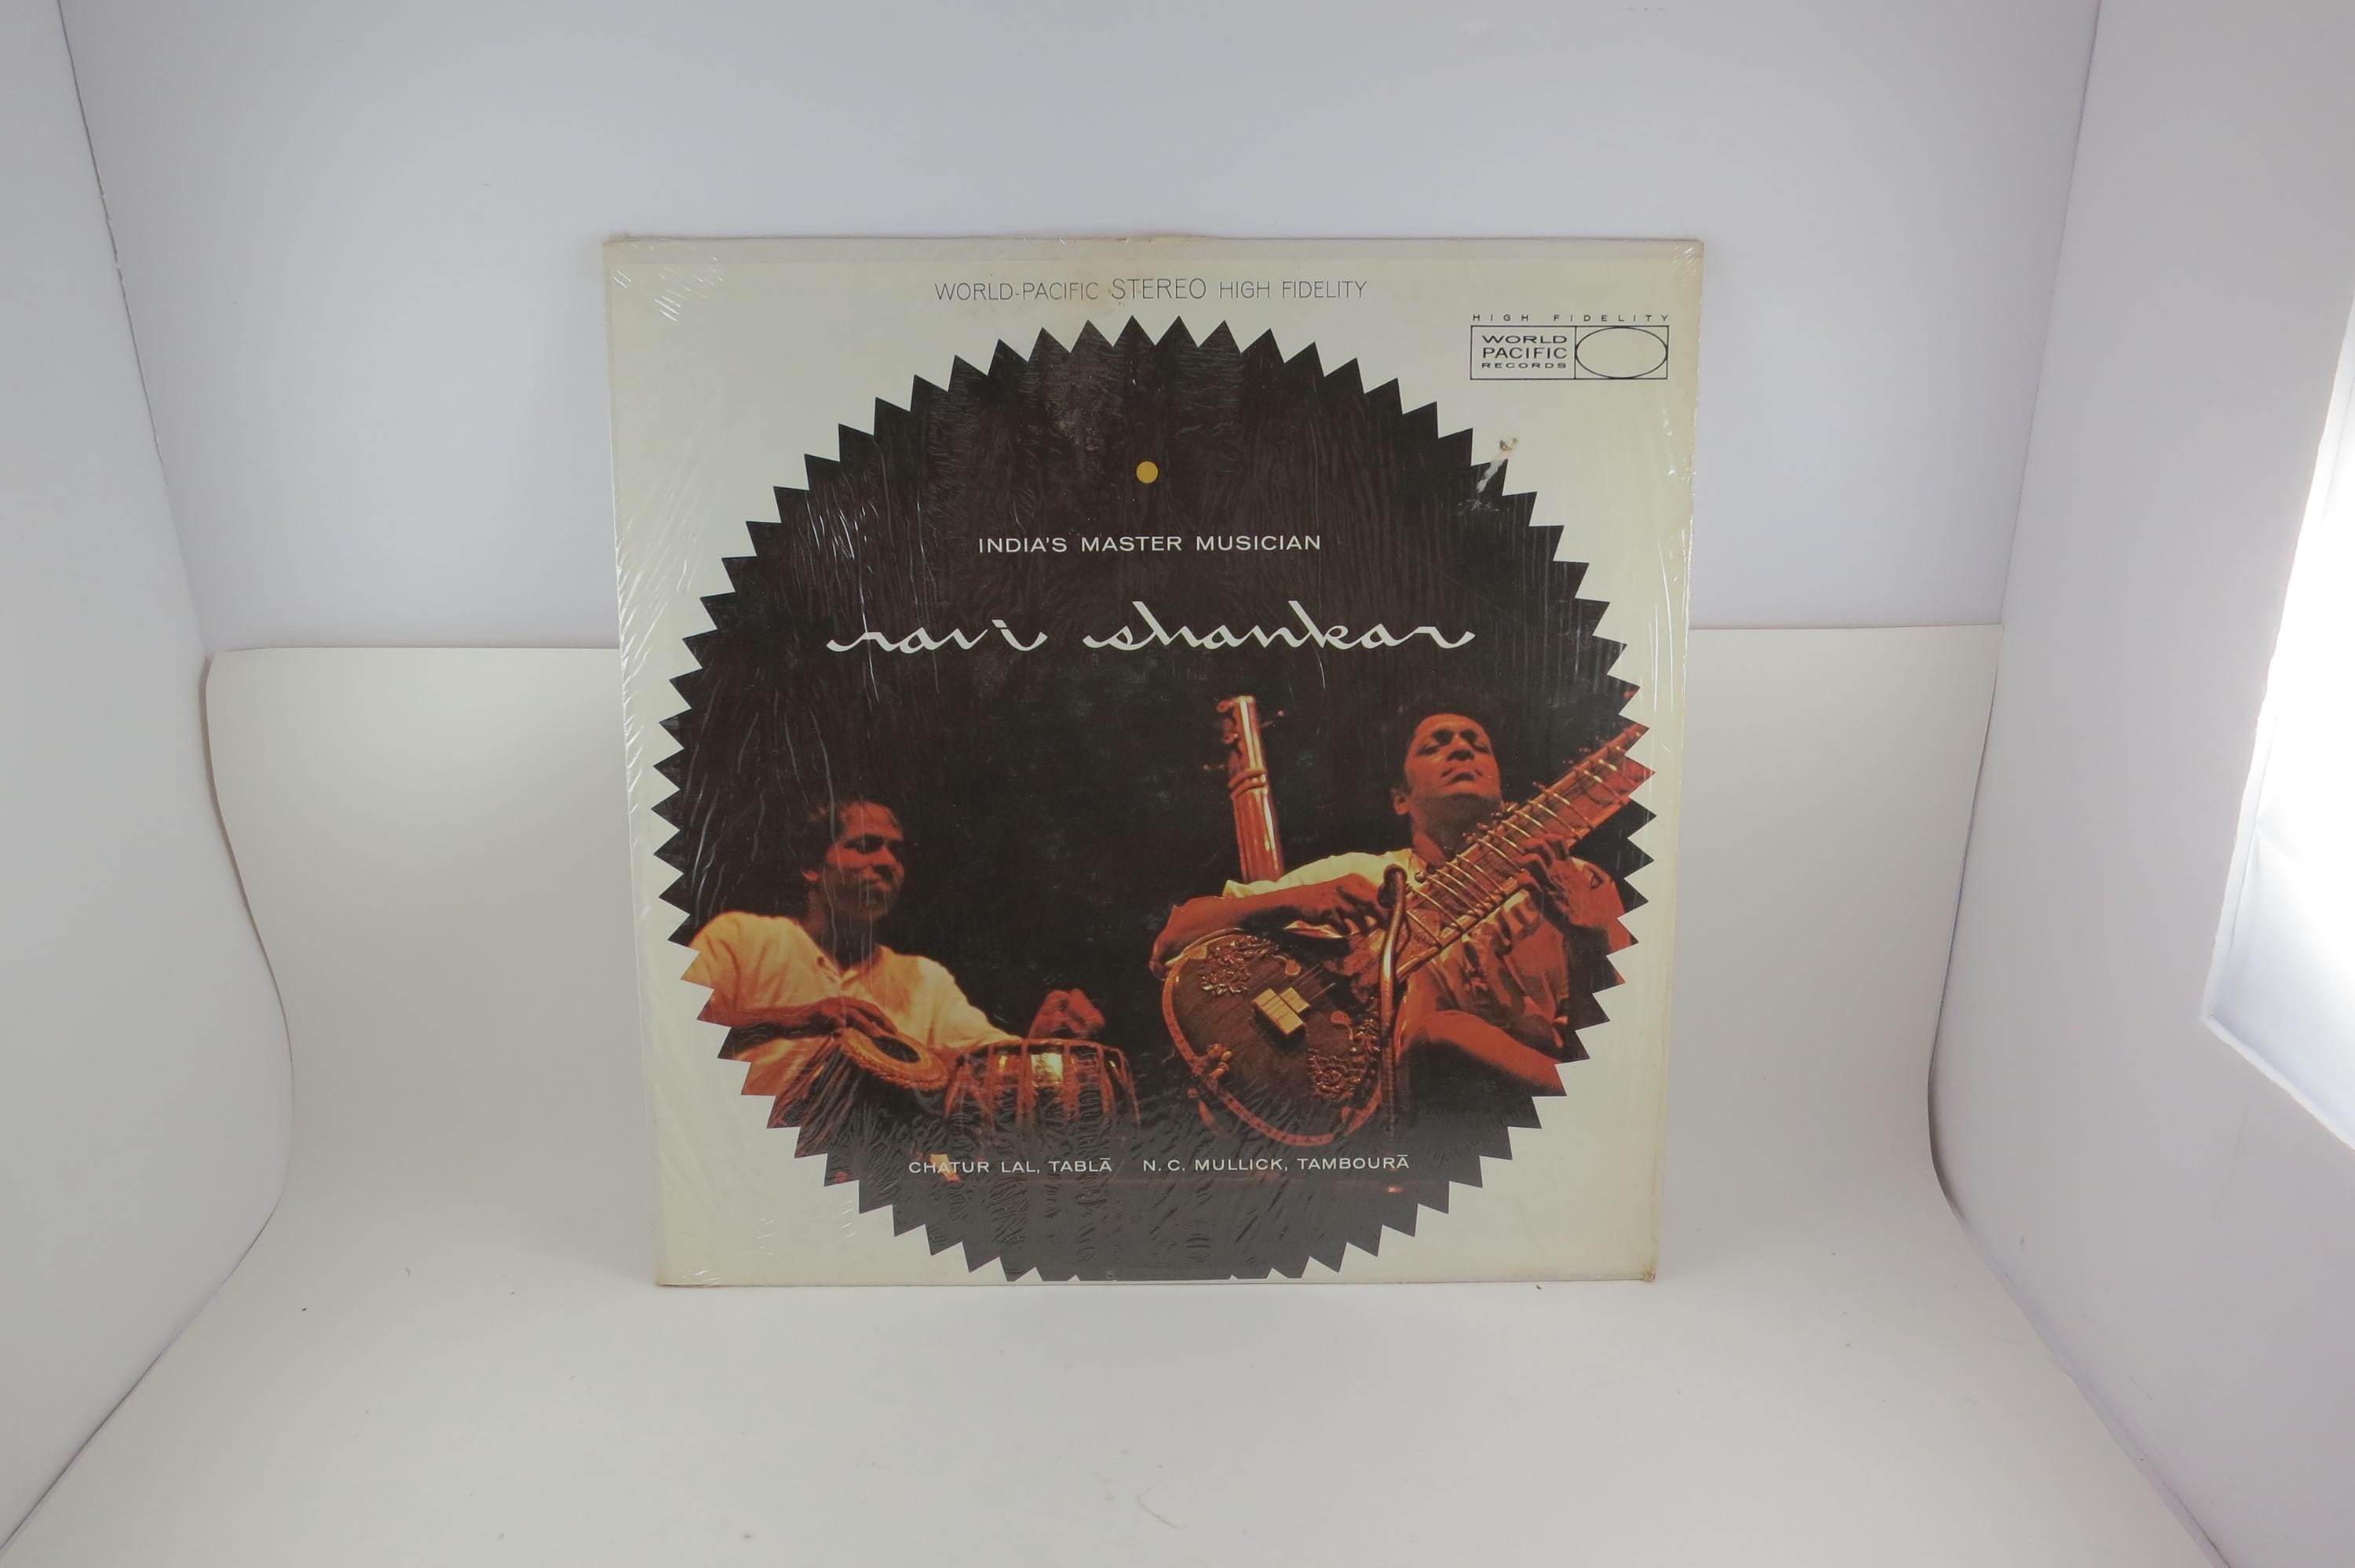 WORLD-PACIFIC STEREO HIGH FIDELITY
HIGH FIDELITY
WORLD
PACIFIC
RECORDS
INDIA'S MASTER MUSICIAN
ravi shankar
CHATUR LAL, TABLĀ N. C. MULLICK, TAMBOURĀ